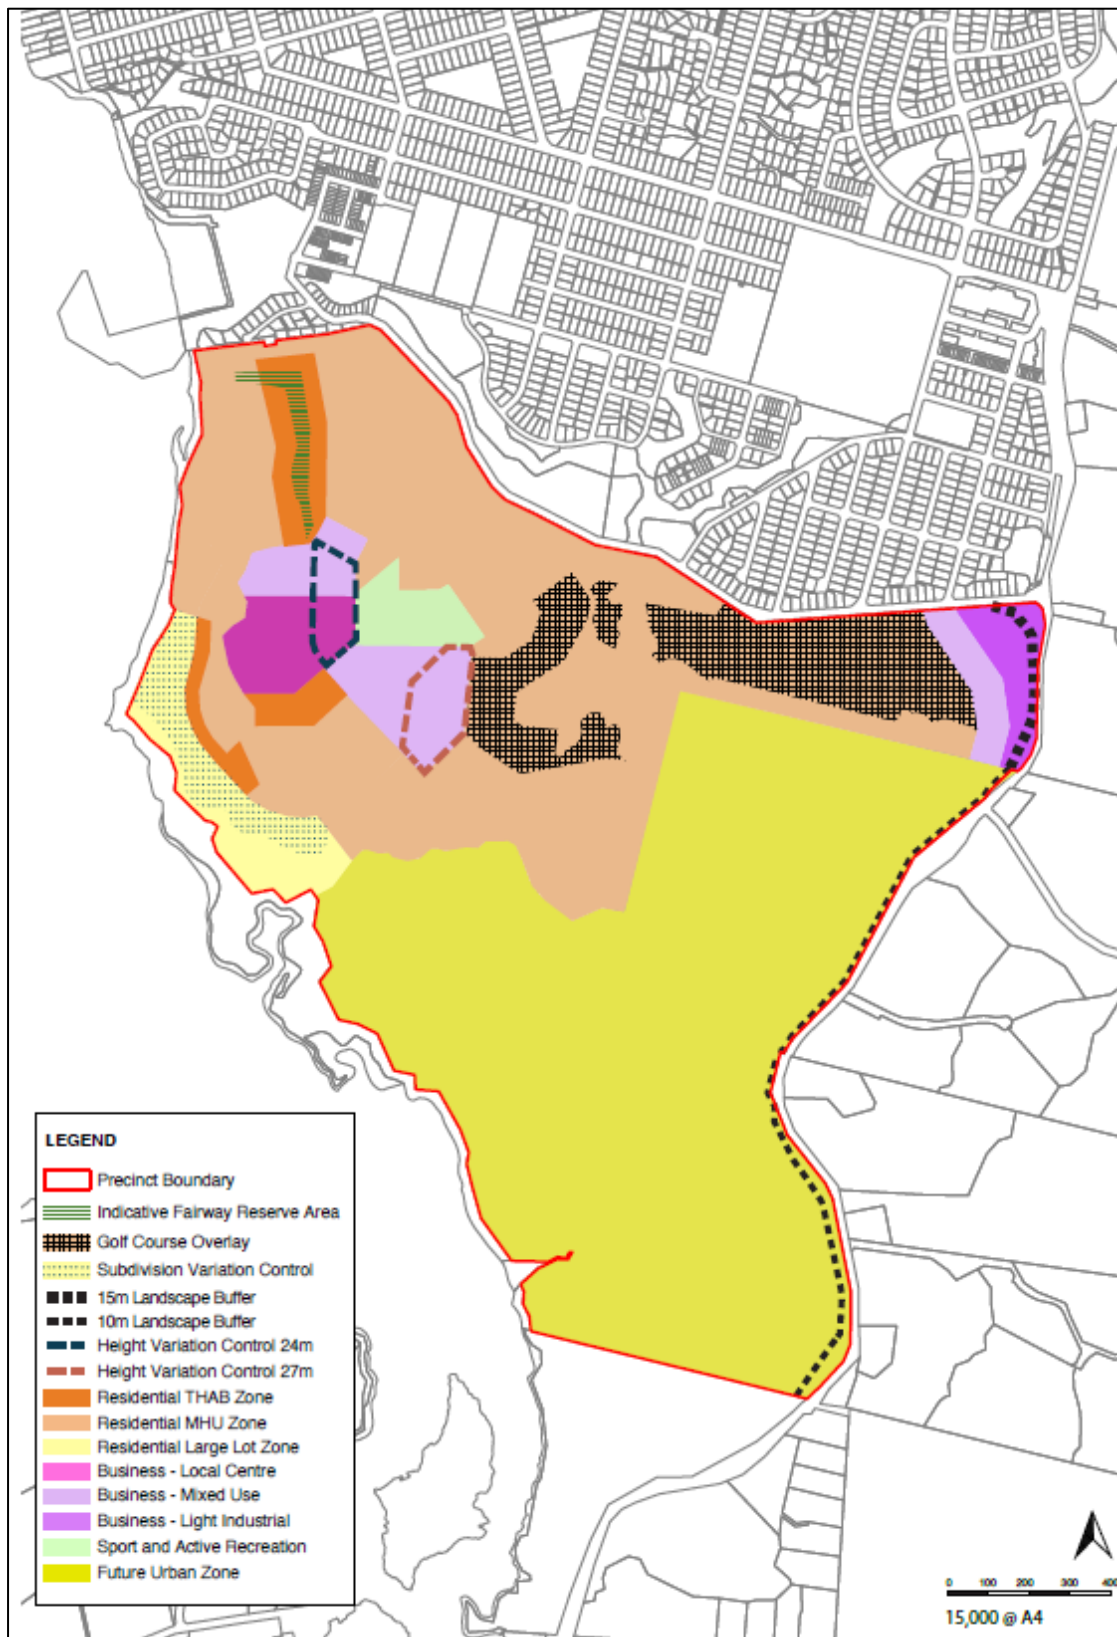 LEGEND
Precinct Boundary
Indicative Fairway Reserve Area
Golf Course Overlay
Subdivision Variation Control
15m Landscape Buffer
10m Landscape Buffer
Height Variation Control 24m
Height Variation Control 27m
Residential THAB Zone
Residential MHU Zone
Residential Large Lot Zone
Business - Local Centre
Business - Mixed Use
Business - Light Industrial
Sport and Active Recreation
Future Urban Zone
0 100 200 300 400
15,000 @ A4